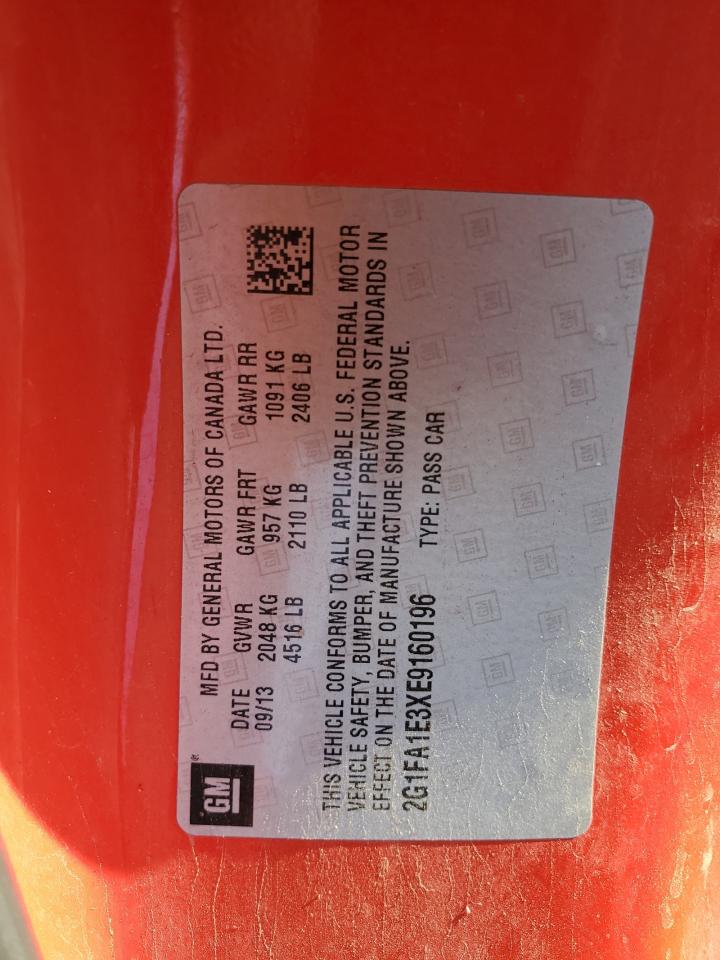 GM
MFD BY GENERAL MOTORS OF CANADA LTD.
DATE GVWR GAWR FRT GAWR RR
09/13 2048 KG 957 KG 1091 KG
4516 LB 2110 LB 2406 LB
THIS VEHICLE CONFORMS TO ALL APPLICABLE U.S. FEDERAL MOTOR
VEHICLE SAFETY, BUMPER, AND THEFT PREVENTION STANDARDS IN
EFFECT ON THE DATE OF MANUFACTURE SHOWN ABOVE.
2G1FA1E3XE9160196 TYPE: PASS CAR